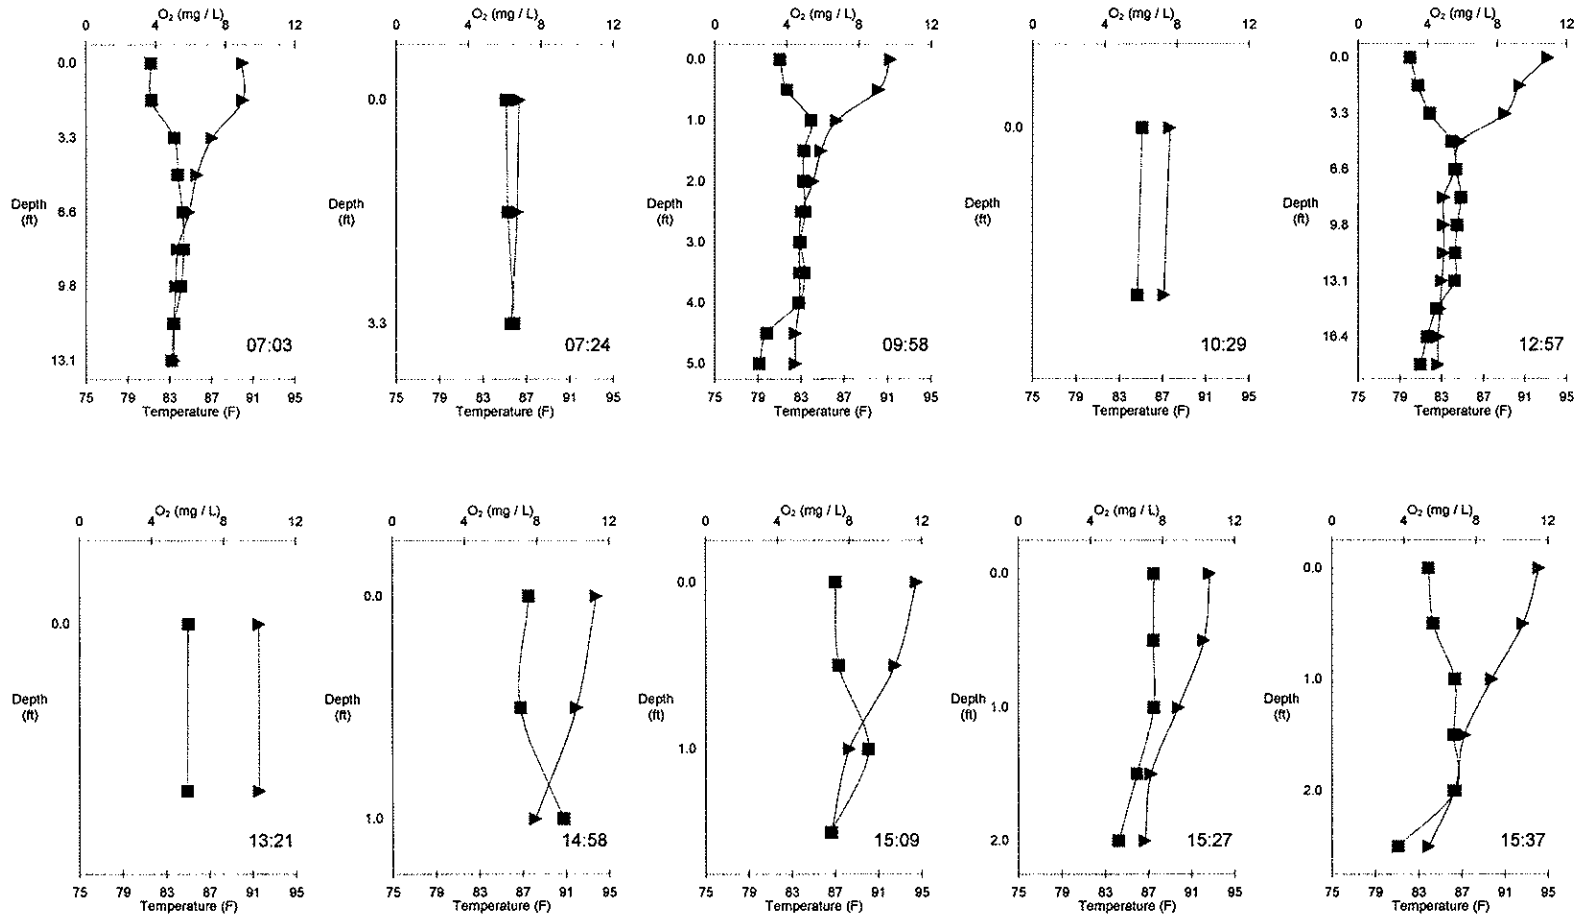 O₂ (mg / L) O₂ (mg / L) O₂ (mg / L) O₂ (mg / L) O₂ (mg / L)
0 4 8 12 0 4 8 12 0 4 8 12 0 4 8 12 0 4 8 12
0.0
3.3
Depth
(ft)
6.6
9.8
13.1
07:03
75 79 83 87 91 95
Temperature (F)
0.0
Depth
(ft)
3.3
07:24
75 79 83 87 91 95
Temperature (F)
0.0
1.0
2.0
Depth
(ft)
3.0
4.0
5.0
09:58
75 79 83 87 91 95
Temperature (F)
0.0
Depth
(ft)
10:29
75 79 83 87 91 95
Temperature (F)
0.0
3.3
6.6
Depth
(ft)
9.8
13.1
16.4
12:57
75 79 83 87 91 95
Temperature (F)
O₂ (mg / L) O₂ (mg / L) O₂ (mg / L) O₂ (mg / L) O₂ (mg / L)
0 4 8 12 0 4 8 12 0 4 8 12 0 4 8 12 0 4 8 12
0.0
Depth
(ft)
13:21
75 79 83 87 91 95
Temperature (F)
0.0
Depth
(ft)
1.0
14:58
75 79 83 87 91 95
Temperature (F)
0.0
Depth
(ft)
1.0
15:09
75 79 83 87 91 95
Temperature (F)
0.0
Depth
(ft)
1.0
2.0
15:27
75 79 83 87 91 95
Temperature (F)
0.0
1.0
Depth
(ft)
2.0
15:37
75 79 83 87 91 95
Temperature (F)